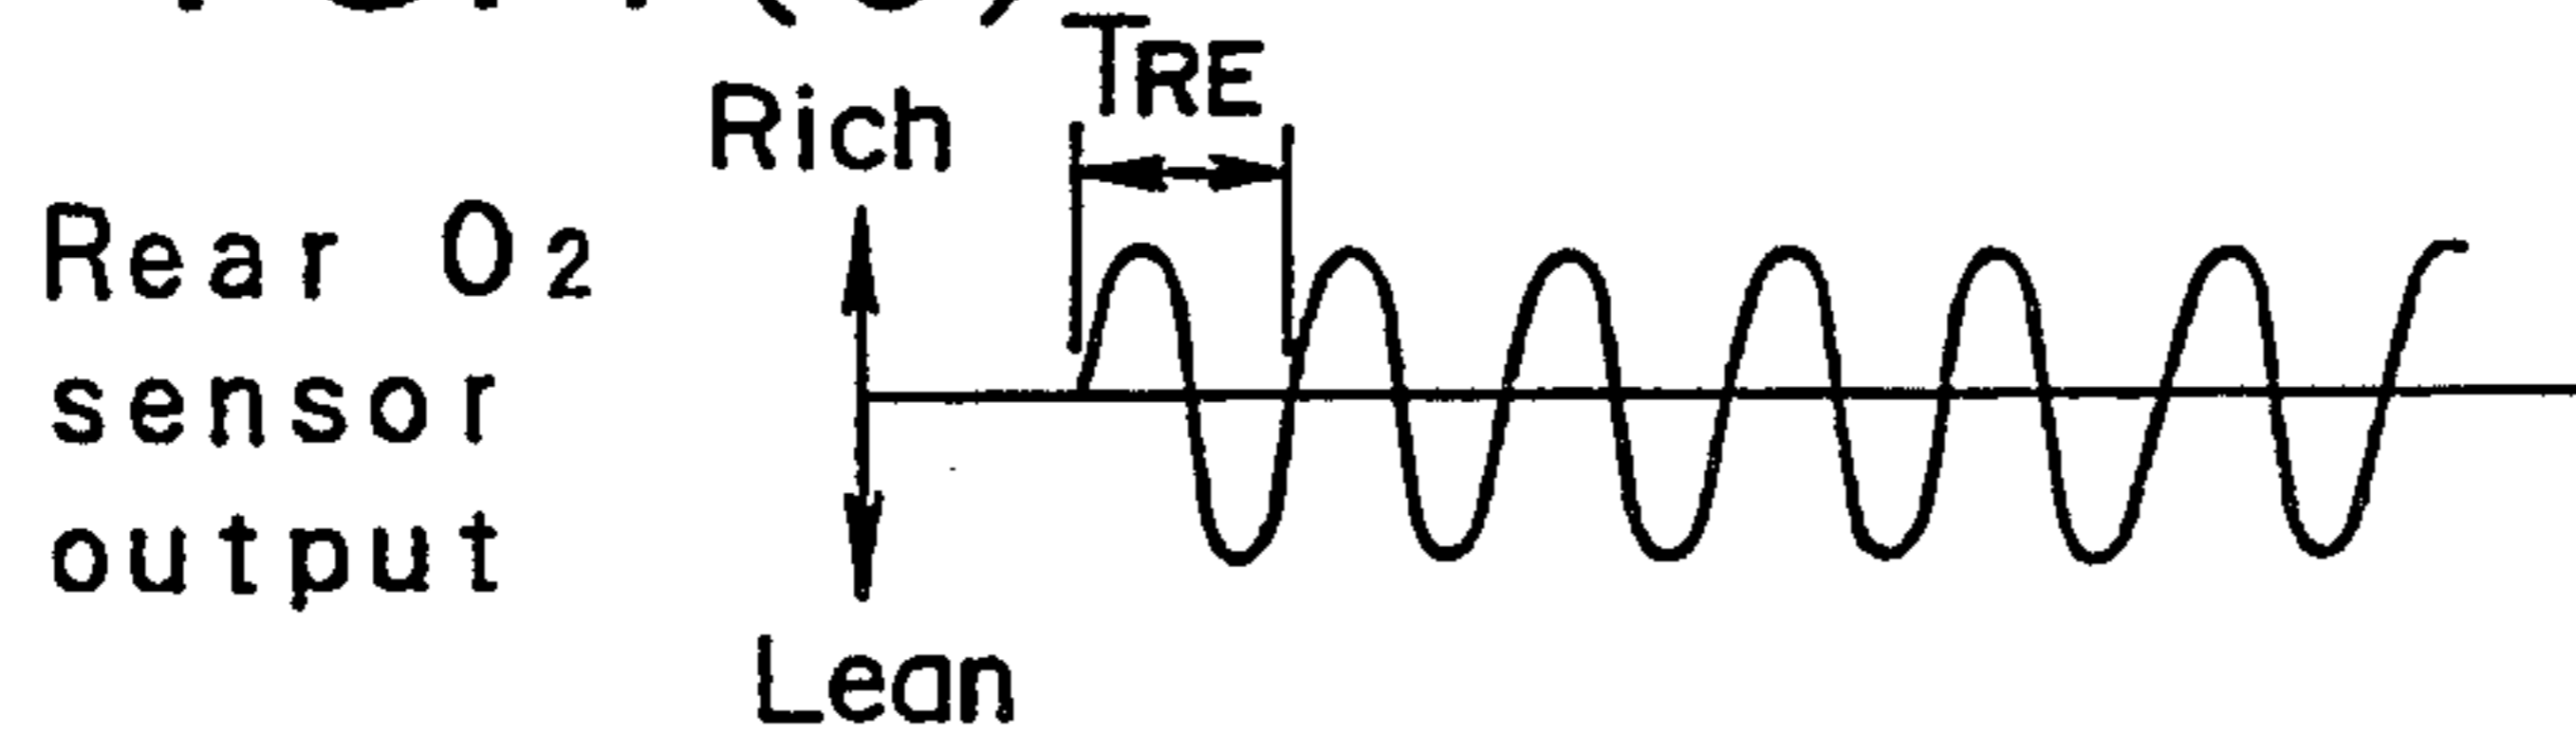 TRE
Rich
Rear O2
sensor
output
Lean